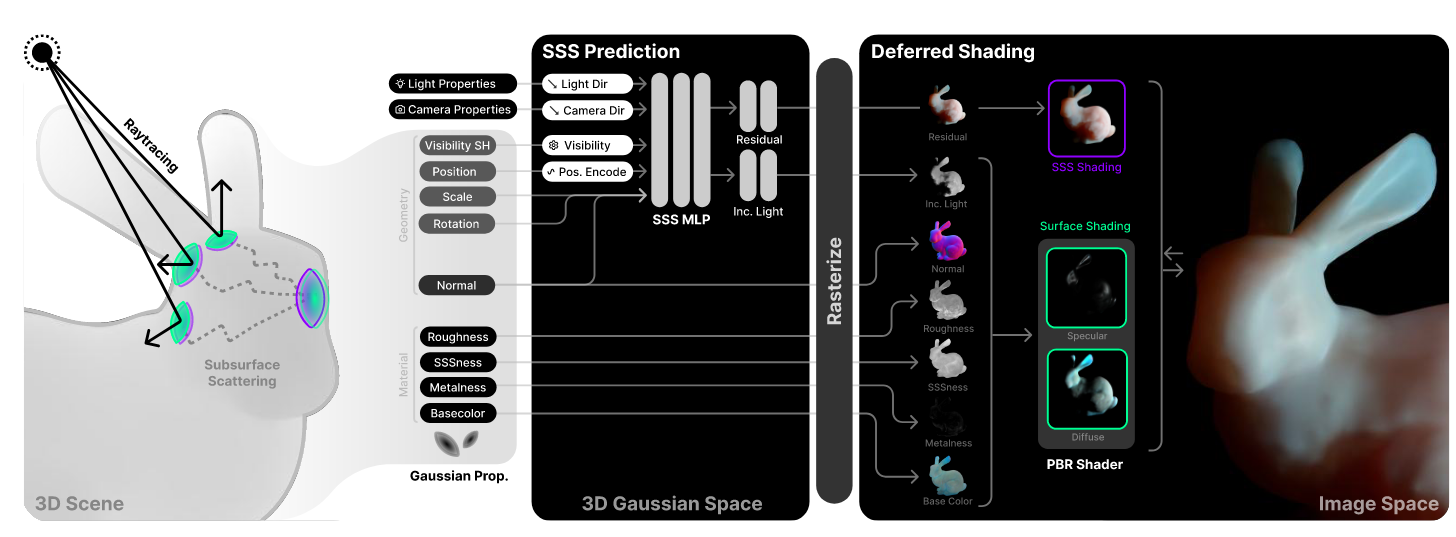 Raytracing
Subsurface
Scattering
3D Scene
Light Properties
Camera Properties
Geometry
Visibility SH
Position
Scale
Rotation
Normal
Material
Roughness
SSSness
Metalness
Basecolor
Gaussian Prop.
SSS Prediction
Light Dir
Camera Dir
Visibility
Pos. Encode
SSS MLP
Residual
Inc. Light
3D Gaussian Space
Rasterize
Deferred Shading
Residual
Inc. Light
Normal
Roughness
SSSness
Metalness
Base Color
SSS Shading
Surface Shading
Specular
Diffuse
PBR Shader
Image Space